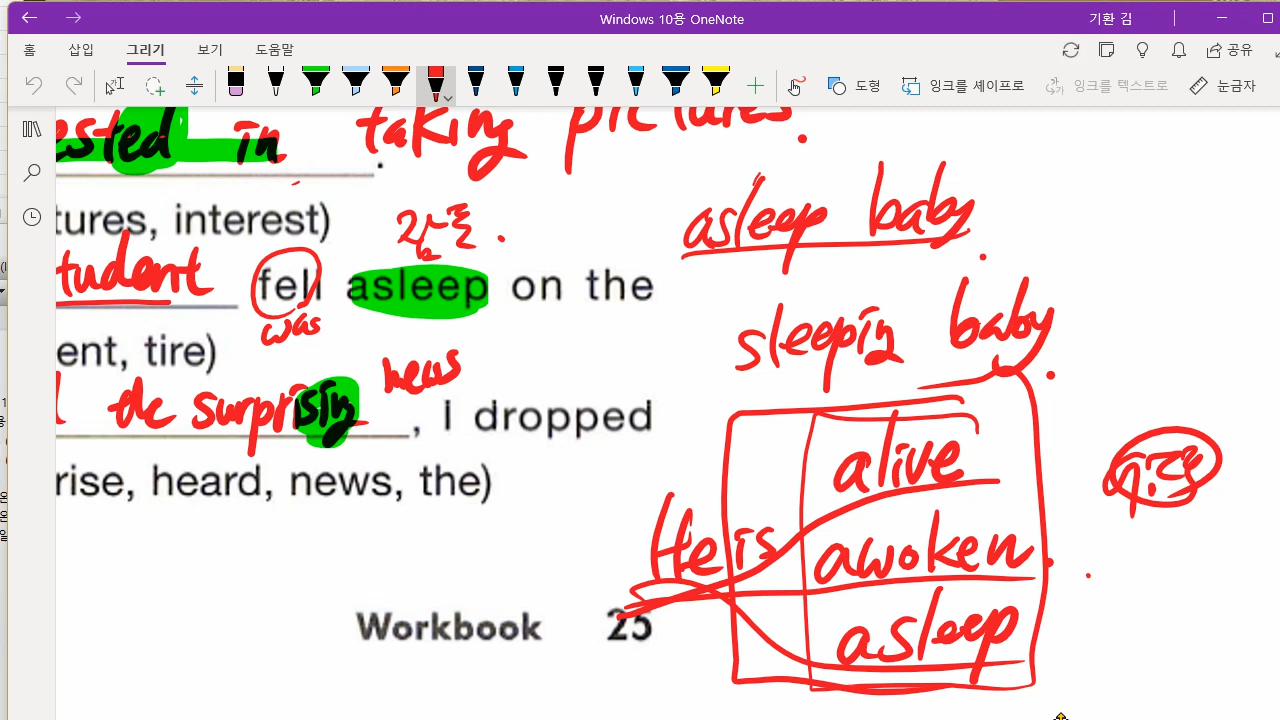 Windows 10용 OneNote
기환 김
홈 삽입 그리기 보기 도움말
공유
도형 잉크를 셰이프로 잉크를 텍스트로 눈금자
ested in taking pictures.
tures, interest)
asleep baby.
tudent fell asleep on the
was
sleeping baby.
ent, tire)
news
the surprising, I dropped
rise, heard, news, the)
alive
He is awoken.
asleep
Workbook 25